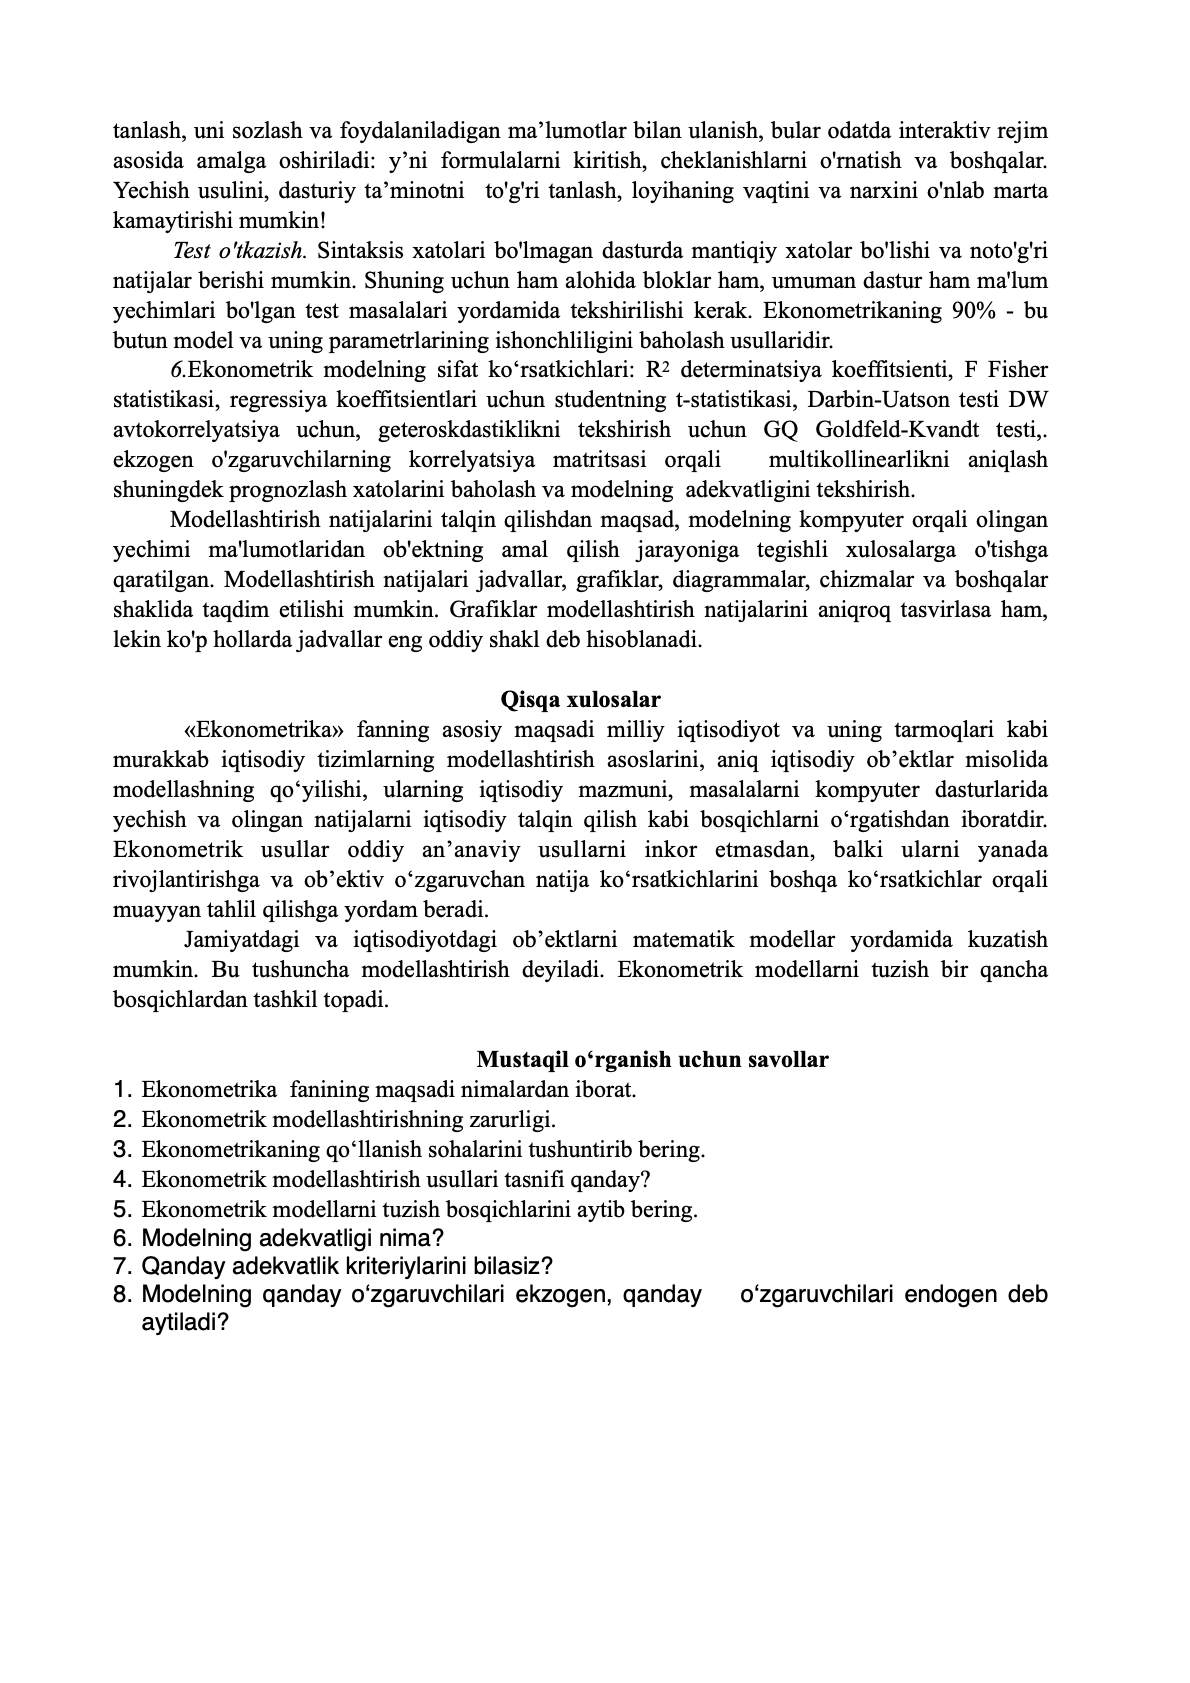 tanlash, uni sozlash va foydalaniladigan ma’lumotlar bilan ulanish, bular odatda interaktiv rejim
asosida amalga oshiriladi: y’ni formulalarni kiritish, cheklanishlarni o'rnatish va boshqalar.
Yechish usulini, dasturiy ta’minotni to'g'ri tanlash, loyihaning vaqtini va narxini o'nlab marta
kamaytirishi mumkin!
Test o'tkazish. Sintaksis xatolari bo'lmagan dasturda mantiqiy xatolar bo'lishi va noto'g'ri
natijalar berishi mumkin. Shuning uchun ham alohida bloklar ham, umuman dastur ham ma'lum
yechimlari bo'lgan test masalalari yordamida tekshirilishi kerak. Ekonometrikaning 90% - bu
butun model va uning parametrlarining ishonchliligini baholash usullaridir.
6.Ekonometrik modelning sifat ko‘rsatkichlari: R² determinatsiya koeffitsienti, F Fisher
statistikasi, regressiya koeffitsientlari uchun studentning t-statistikasi, Darbin-Uatson testi DW
avtokorrelyatsiya uchun, geteroskdastiklikni tekshirish uchun GQ Goldfeld-Kvandt testi,.
ekzogen o'zgaruvchilarning korrelyatsiya matritsasi orqali multikollinearlikni aniqlash
shuningdek prognozlash xatolarini baholash va modelning adekvatligini tekshirish.
Modellashtirish natijalarini talqin qilishdan maqsad, modelning kompyuter orqali olingan
yechimi ma'lumotlaridan ob'ektning amal qilish jarayoniga tegishli xulosalarga o'tishga
qaratilgan. Modellashtirish natijalari jadvallar, grafiklar, diagrammalar, chizmalar va boshqalar
shaklida taqdim etilishi mumkin. Grafiklar modellashtirish natijalarini aniqroq tasvirlasa ham,
lekin ko'p hollarda jadvallar eng oddiy shakl deb hisoblanadi.
Qisqa xulosalar
«Ekonometrika» fanning asosiy maqsadi milliy iqtisodiyot va uning tarmoqlari kabi
murakkab iqtisodiy tizimlarning modellashtirish asoslarini, aniq iqtisodiy ob’ektlar misolida
modellashning qo‘yilishi, ularning iqtisodiy mazmuni, masalalarni kompyuter dasturlarida
yechish va olingan natijalarni iqtisodiy talqin qilish kabi bosqichlarni o‘rgatishdan iboratdir.
Ekonometrik usullar oddiy an’anaviy usullarni inkor etmasdan, balki ularni yanada
rivojlantirishga va ob’ektiv o‘zgaruvchan natija ko‘rsatkichlarini boshqa ko‘rsatkichlar orqali
muayyan tahlil qilishga yordam beradi.
Jamiyatdagi va iqtisodiyotdagi ob’ektlarni matematik modellar yordamida kuzatish
mumkin. Bu tushuncha modellashtirish deyiladi. Ekonometrik modellarni tuzish bir qancha
bosqichlardan tashkil topadi.
Mustaqil o‘rganish uchun savollar
1. Ekonometrika fanining maqsadi nimalardan iborat.
2. Ekonometrik modellashtirishning zarurligi.
3. Ekonometrikaning qo‘llanish sohalarini tushuntirib bering.
4. Ekonometrik modellashtirish usullari tasnifi qanday?
5. Ekonometrik modellarni tuzish bosqichlarini aytib bering.
6. Modelning adekvatligi nima?
7. Qanday adekvatlik kriteriylarini bilasiz?
8. Modelning qanday o‘zgaruvchilari ekzogen, qanday o‘zgaruvchilari endogen deb
aytiladi?